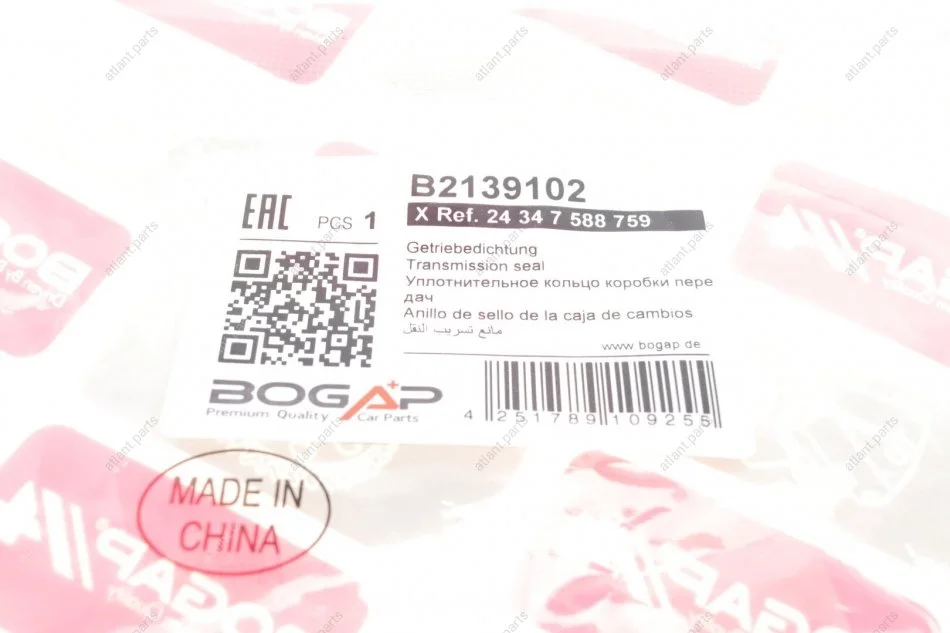 B2139102
X Ref. 24 34 7 588 759
EAC PCS 1
Getriebedichtung
Transmission seal
Уплотнительное кольцо коробки пере
дач
Anillo de sello de la caja de cambios
مانع تسريب النقل
www.bogap.de
BOGAP
Premium Quality Car Parts
4 251789 109255
MADE IN
CHINA
atlant.parts